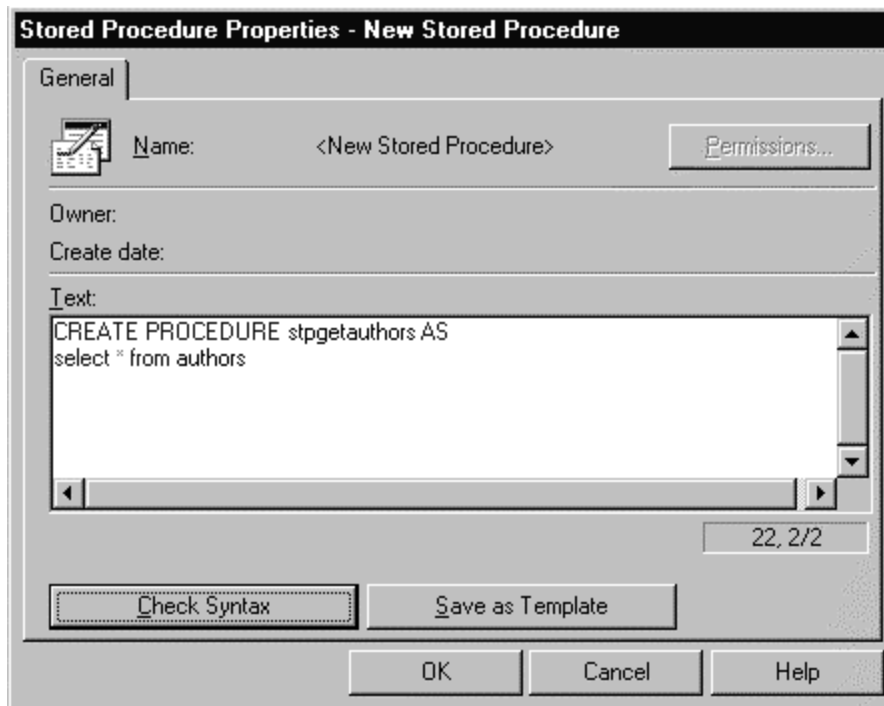 Stored Procedure Properties - New Stored Procedure
General
Name: <New Stored Procedure> Permissions...
Owner:
Create date:
Text:
CREATE PROCEDURE stpgetauthors AS
select * from authors
22, 2/2
Check Syntax Save as Template
OK Cancel Help